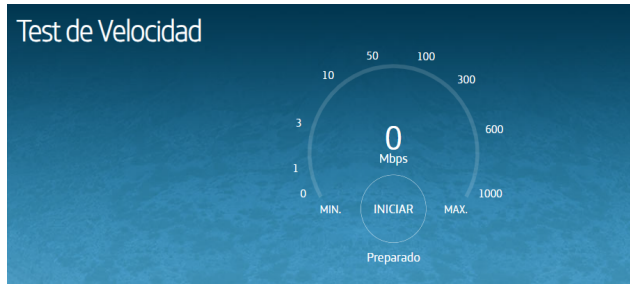 Test de Velocidad
50 100
10 300
3 600
0
Mbps
1
0 1000
MIN. INICIAR MAX.
Preparado